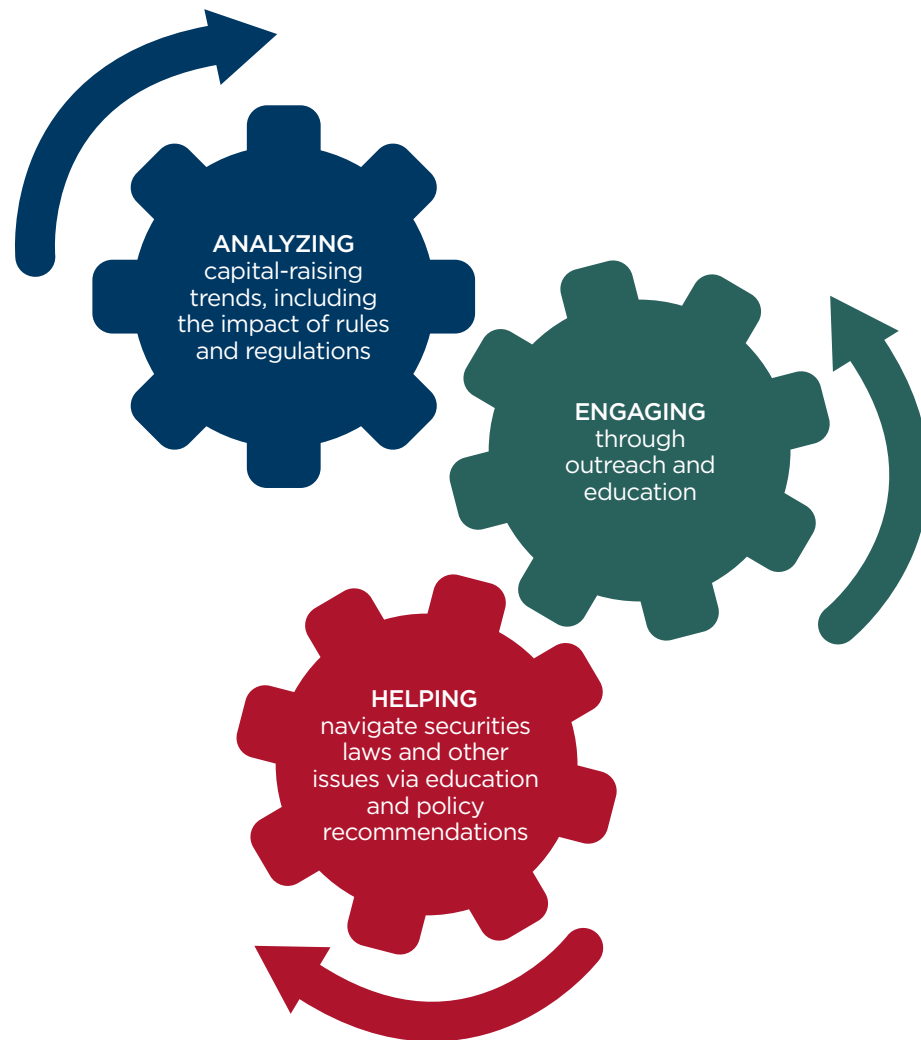 ANALYZING
capital-raising
trends, including
the impact of rules
and regulations
ENGAGING
through
outreach and
education
HELPING
navigate securities
laws and other
issues via education
and policy
recommendations